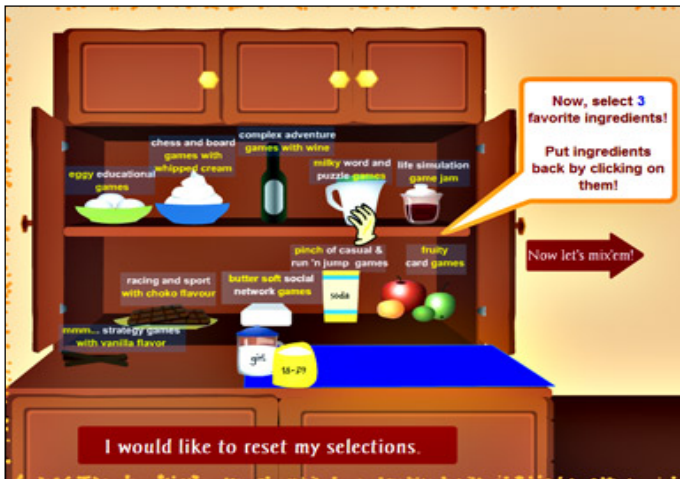 complex adventure
games with wine
chess and board
games with
whipped cream
milky word and
puzzle games
life simulation
game jam
eggy educational
games
Now, select 3
favorite ingredients!
Put ingredients
back by clicking on
them!
pinch of casual &
run 'n jump games
fruity
card games
Now let's mix'em!
racing and sport
with choko flavour
butter soft social
network games
soda
mmm... strategy games
with vanilla flavor
girl
18-29
I would like to reset my selections.